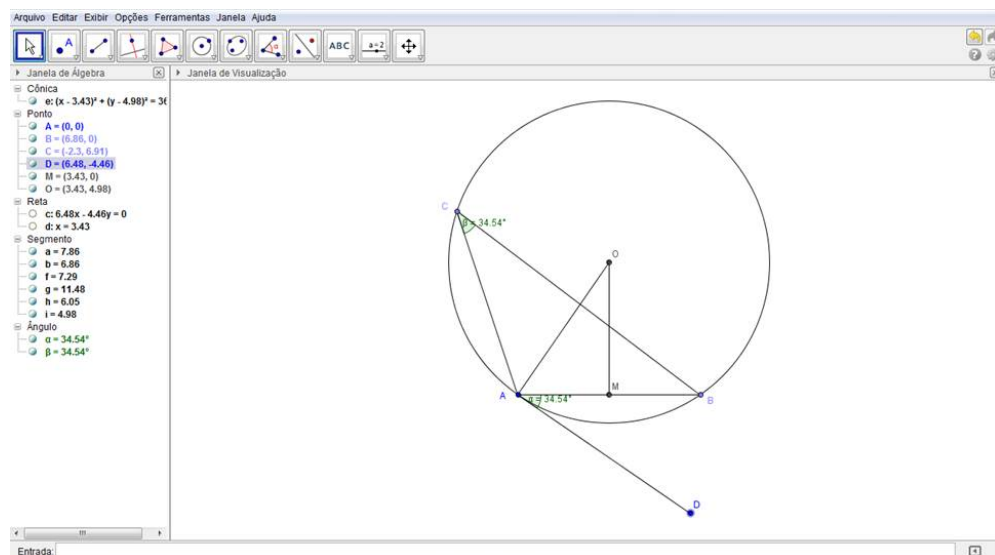 Arquivo Editar Exibir Opções Ferramentas Janela Ajuda
A
α
ABC
a=2
Janela de Álgebra
Janela de Visualização
Cônica
e: (x - 3.43)² + (y - 4.98)² = 36
Ponto
A = (0, 0)
B = (6.86, 0)
C = (-2.3, 6.91)
D = (6.48, -4.46)
M = (3.43, 0)
O = (3.43, 4.98)
Reta
c: 6.48x - 4.46y = 0
d: x = 3.43
Segmento
a = 7.86
b = 6.86
f = 7.29
g = 11.48
h = 6.05
i = 4.98
Ângulo
α = 34.54°
β = 34.54°
C
β = 34.54°
O
M
A
α = 34.54°
B
D
Entrada: